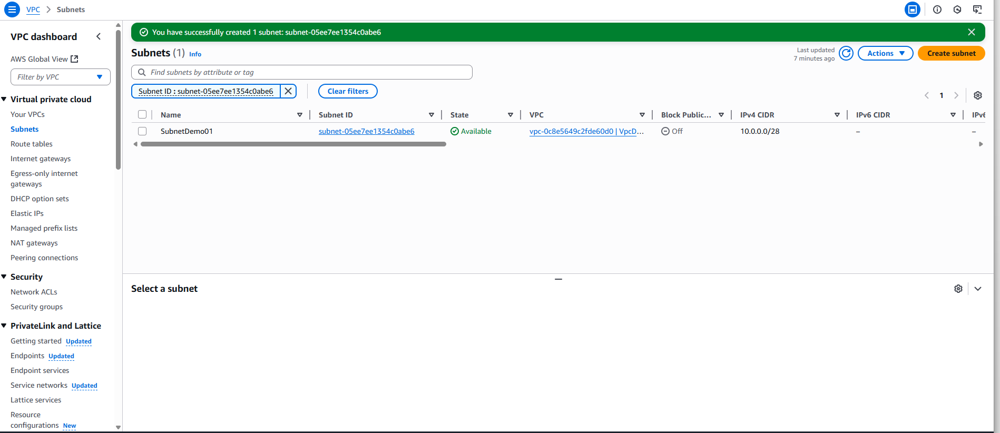 VPC > Subnets
VPC dashboard
AWS Global View
Filter by VPC
Virtual private cloud
Your VPCs
Subnets
Route tables
Internet gateways
Egress-only internet
gateways
DHCP option sets
Elastic IPs
Managed prefix lists
NAT gateways
Peering connections
Security
Network ACLs
Security groups
PrivateLink and Lattice
Getting started Updated
Endpoints Updated
Endpoint services
Service networks Updated
Lattice services
Resource
configurations New
You have successfully created 1 subnet: subnet-05ee7ee1354c0abe6
Subnets (1) Info
Last updated
7 minutes ago
Actions
Create subnet
Find subnets by attribute or tag
Subnet ID : subnet-05ee7ee1354c0abe6
Clear filters
1
Name Subnet ID State VPC Block Public... IPv4 CIDR IPv6 CIDR IPv6
SubnetDemo01 subnet-05ee7ee1354c0abe6 Available vpc-0c8e5649c2fde60d0 | VpcD... Off 10.0.0.0/28 – –
Select a subnet